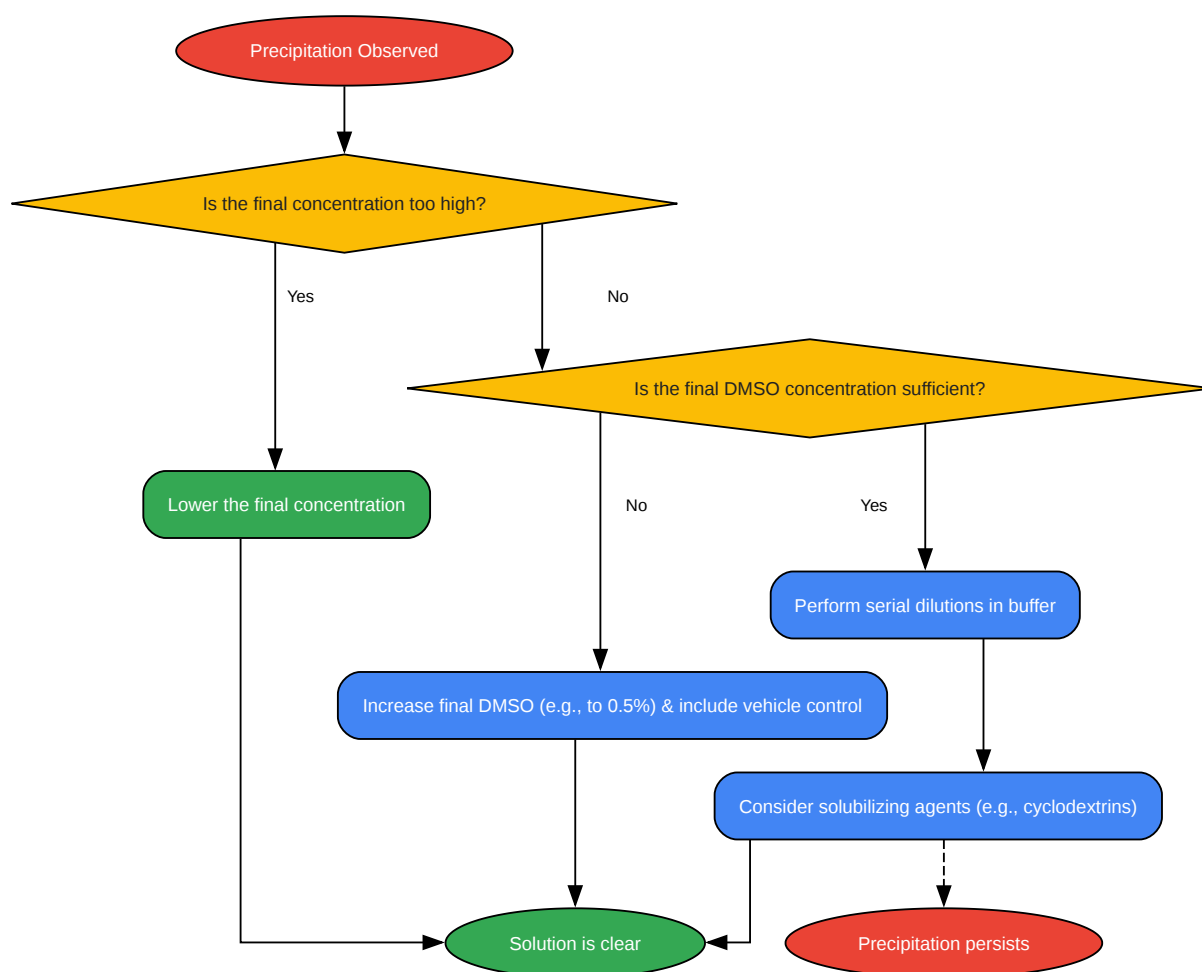 Precipitation Observed
Is the final concentration too high?
Yes
No
Is the final DMSO concentration sufficient?
Lower the final concentration
No
Yes
Perform serial dilutions in buffer
Increase final DMSO (e.g., to 0.5%) & include vehicle control
Consider solubilizing agents (e.g., cyclodextrins)
Solution is clear
Precipitation persists